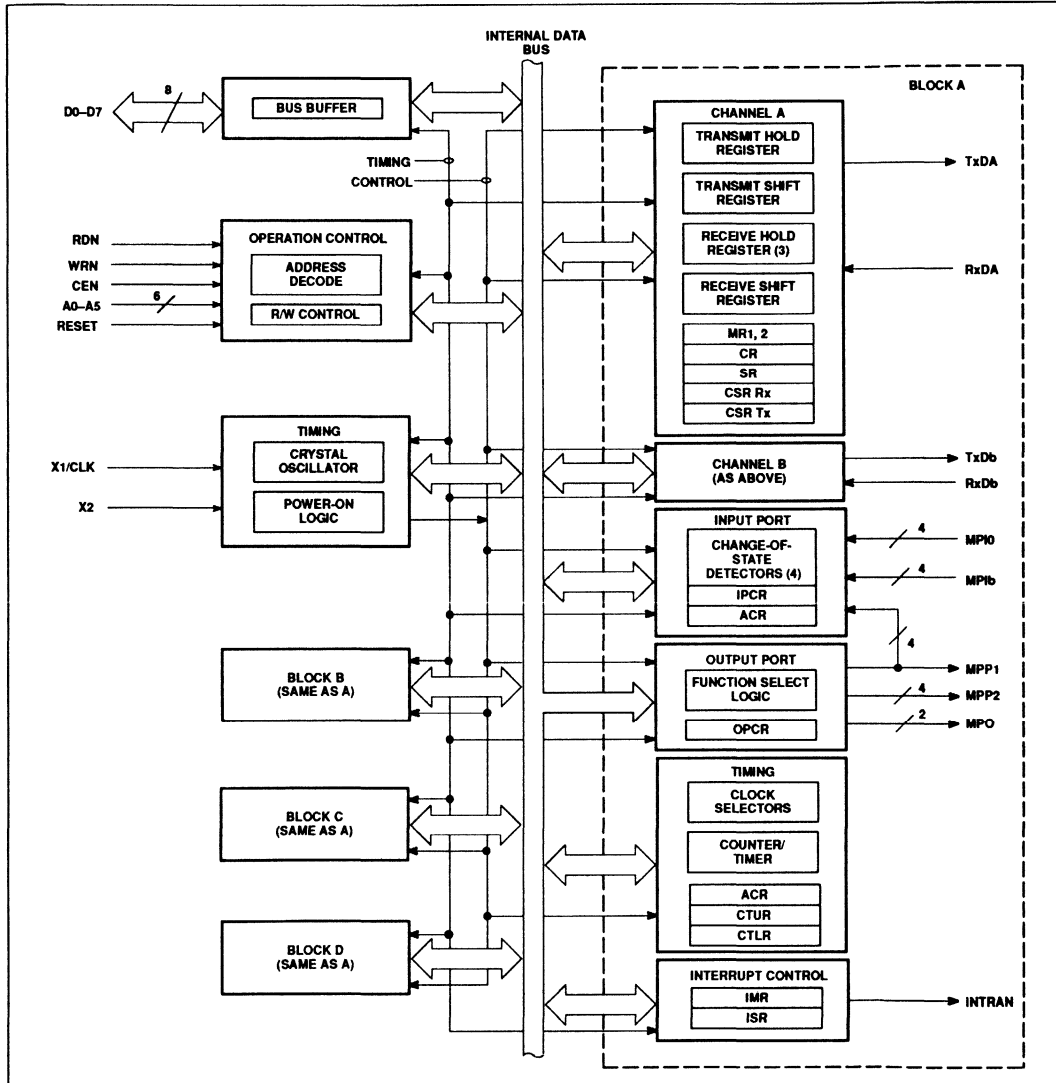 INTERNAL DATA
BUS
D0–D7
8
BUS BUFFER
TIMING
CONTROL
RDN
WRN
CEN
A0–A5
6
RESET
OPERATION CONTROL
ADDRESS
DECODE
R/W CONTROL
X1/CLK
X2
TIMING
CRYSTAL
OSCILLATOR
POWER-ON
LOGIC
BLOCK B
(SAME AS A)
BLOCK C
(SAME AS A)
BLOCK D
(SAME AS A)
BLOCK A
CHANNEL A
TRANSMIT HOLD
REGISTER
TRANSMIT SHIFT
REGISTER
RECEIVE HOLD
REGISTER (3)
RECEIVE SHIFT
REGISTER
MR1, 2
CR
SR
CSR Rx
CSR Tx
TxDA
RxDA
CHANNEL B
(AS ABOVE)
TxDb
RxDb
INPUT PORT
CHANGE-OF-
STATE
DETECTORS (4)
IPCR
ACR
4
MPI0
4
MPIb
4
OUTPUT PORT
FUNCTION SELECT
LOGIC
OPCR
MPP1
4
MPP2
2
MPO
TIMING
CLOCK
SELECTORS
COUNTER/
TIMER
ACR
CTUR
CTLR
INTERRUPT CONTROL
IMR
ISR
INTRAN